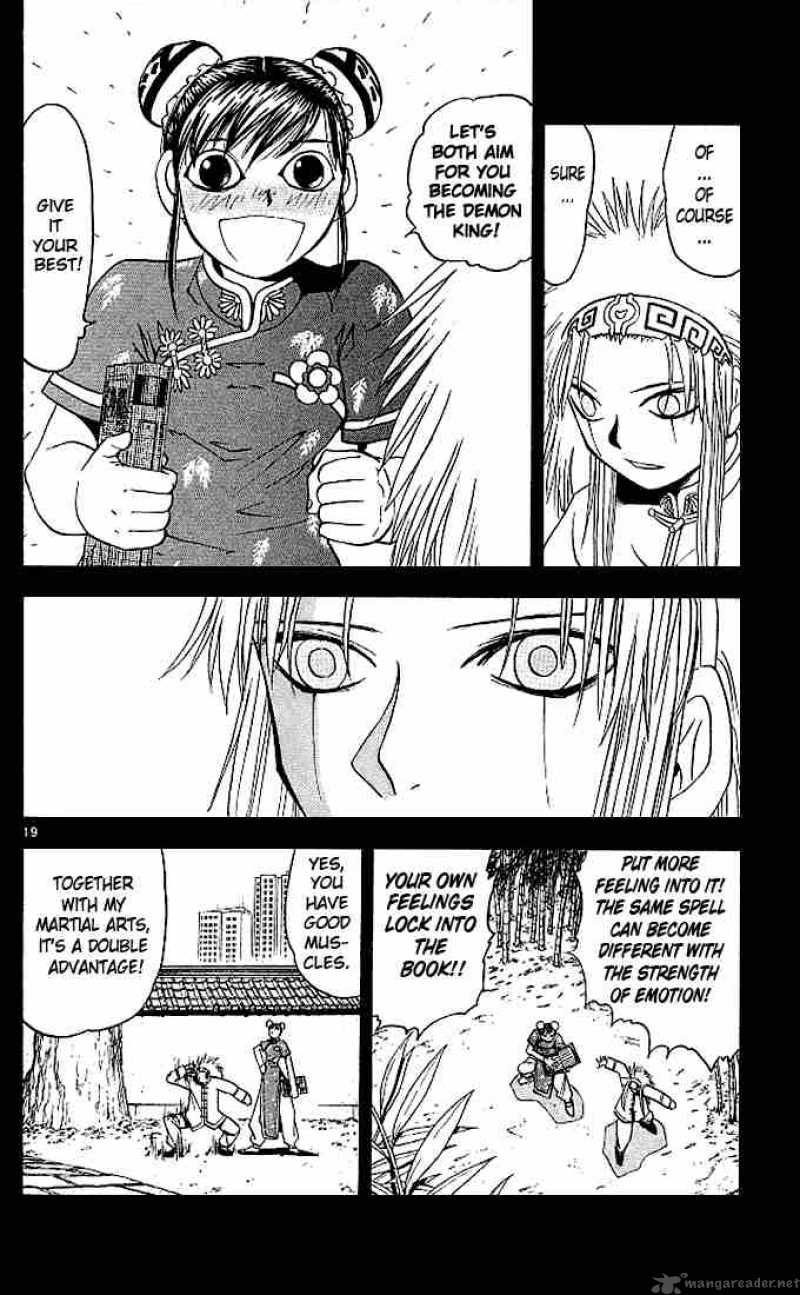 OF
...
OF
COURSE
...
SURE
...
LET'S
BOTH AIM
FOR YOU
BECOMING
THE DEMON
KING!
GIVE
IT
YOUR
BEST!
19
PUT MORE
FEELING INTO IT!
THE SAME SPELL
CAN BECOME
DIFFERENT WITH
THE STRENGTH
OF EMOTION!
YOUR OWN
FEELINGS
LOCK INTO
THE
BOOK!!
YES,
YOU
HAVE
GOOD
MUS-
CLES.
TOGETHER
WITH MY
MARTIAL ARTS,
IT'S A DOUBLE
ADVANTAGE!
mangareader.net